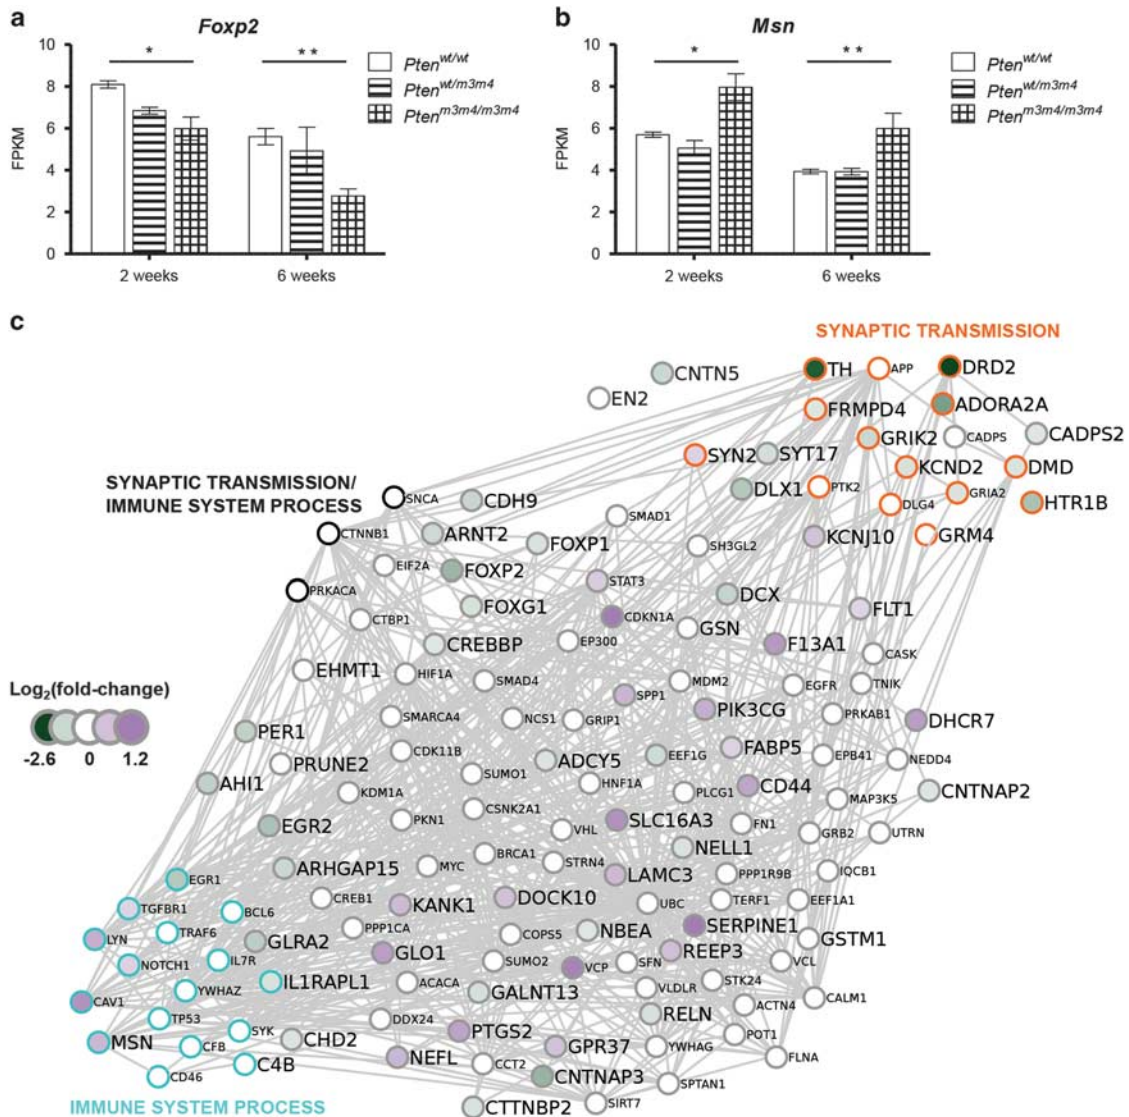 a
Foxp2
10
8
6
4
2
0
FPKM
*
* *
2 weeks
6 weeks
Pten wt/wt
Pten wt/m3m4
Pten m3m4/m3m4
b
Msn
10
8
6
4
2
0
FPKM
*
* *
2 weeks
6 weeks
Pten wt/wt
Pten wt/m3m4
Pten m3m4/m3m4
c
SYNAPTIC TRANSMISSION
TH
APP
DRD2
CNTN5
EN2
FRMPD4
ADORA2A
GRIK2
CADPS
CADPS2
SYN2
SYT17
KCND2
DMD
SYNAPTIC TRANSMISSION/
IMMUNE SYSTEM PROCESS
SNCA
CDH9
DLX1
PTK2
DLG4
GRIA2
HTR1B
CTNNB1
ARNT2
SMAD1
FOXP1
SH3GL2
KCNJ10
GRM4
EIF2A
FOXP2
STAT3
PRKACA
FOXG1
DCX
FLT1
CTBP1
CDKN1A
GSN
CREBBP
EP300
F13A1
CASK
EHMT1
HIF1A
SMAD4
MDM2
EGFR
TNIK
Log2(fold-change)
-2.6
0
1.2
SPP1
PIK3CG
PRKAB1
DHCR7
SMARCA4
NCS1
GRIP1
PER1
CDK11B
ADCY5
EEF1G
FABP5
EPB41
NEDD4
PRUNE2
SUMO1
HNF1A
AHI1
KDM1A
PLCG1
CD44
MAP3K5
CNTNAP2
CSNK2A1
EGR2
PKN1
VHL
SLC16A3
FN1
GRB2
UTRN
NELL1
ARHGAP15
MYC
BRCA1
STRN4
LAMC3
PPP1R9B
IQCB1
EGR1
CREB1
KANK1
DOCK10
UBC
TERF1
EEF1A1
TGFBR1
BCL6
PPP1CA
SERPINE1
LYN
TRAF6
GLRA2
COPS5
NBEA
GSTM1
GLO1
REEP3
NOTCH1
IL7R
SUMO2
VCP
SFN
VCL
IL1RAPL1
ACACA
GALNT13
VLDLR
STK24
CAV1
YWHAZ
ACTN4
CALM1
TP53
DDX24
RELN
MSN
SYK
CHD2
PTGS2
POT1
CFB
NEFL
GPR37
YWHAG
FLNA
C4B
CCT2
CD46
CNTNAP3
SPTAN1
IMMUNE SYSTEM PROCESS
CTTNBP2
SIRT7